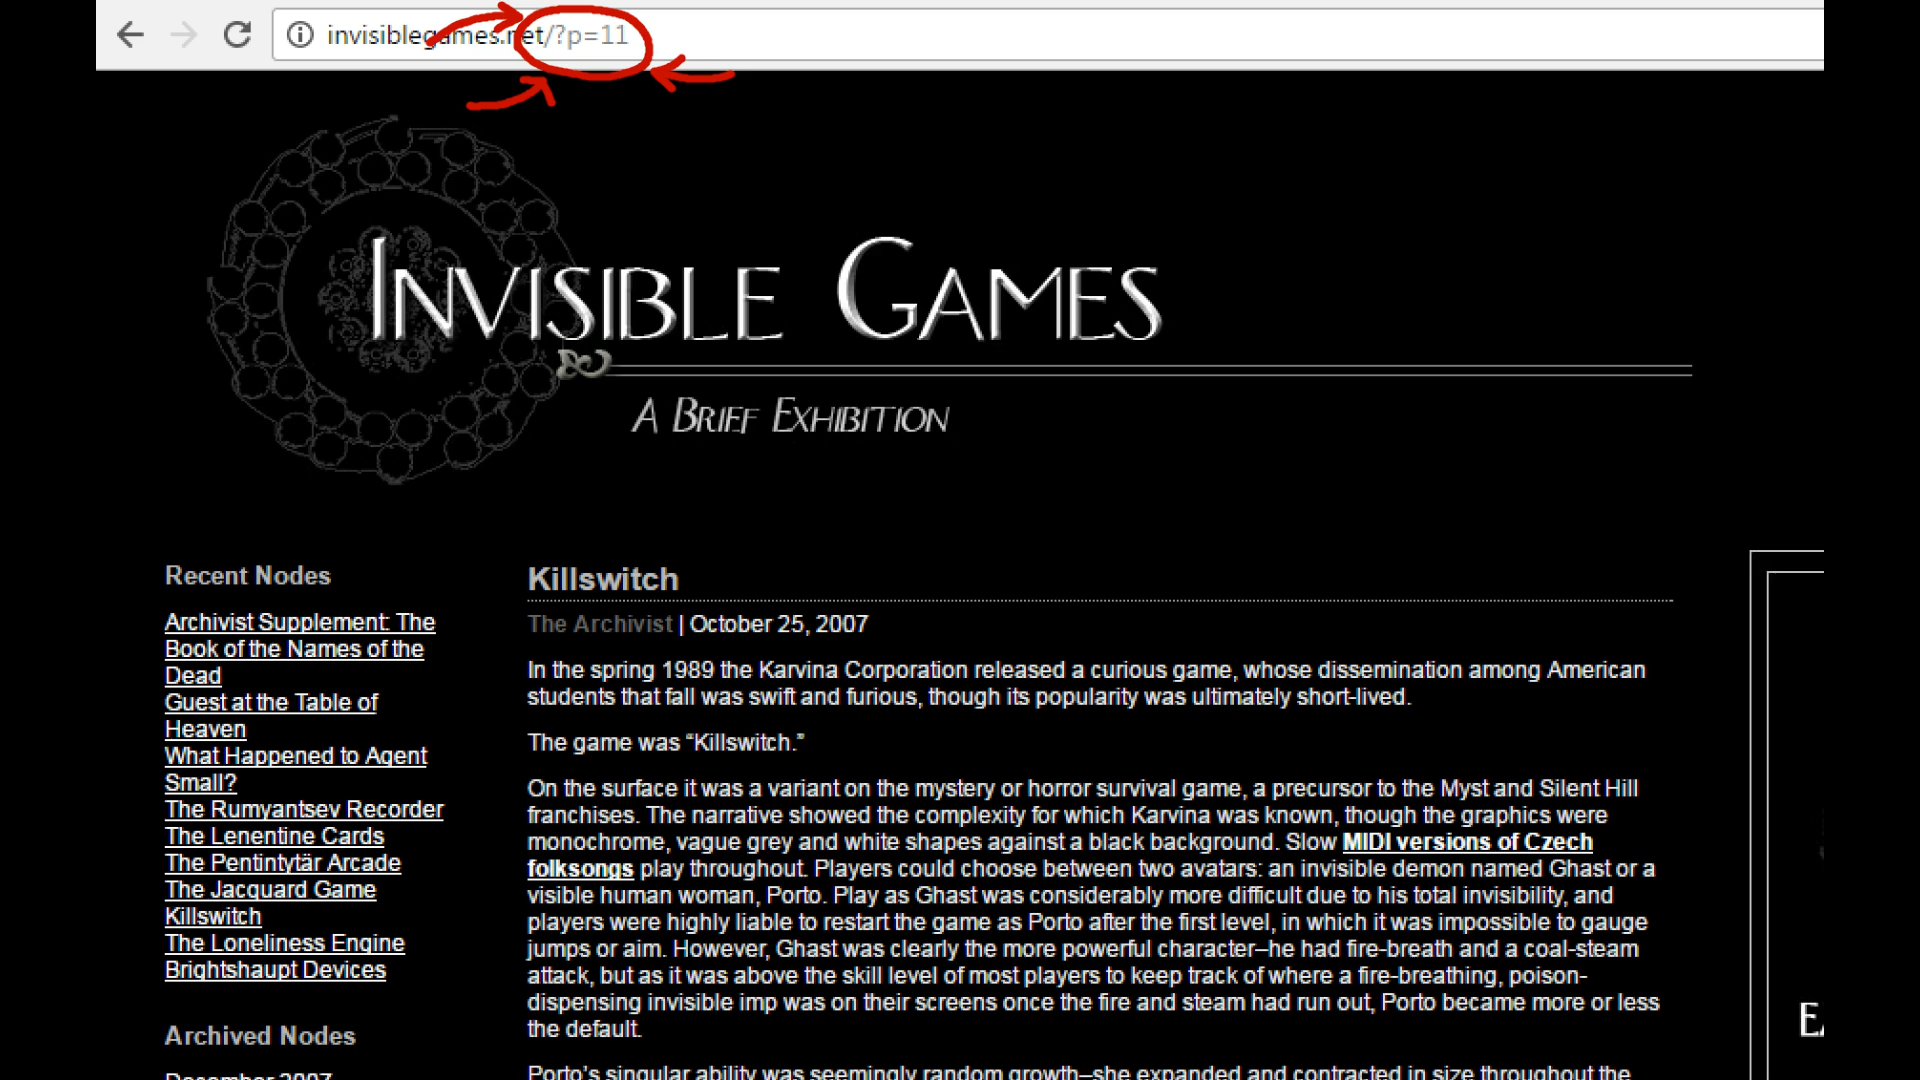 invisiblegames.net/?p=11
INVISIBLE GAMES
A BRIEF EXHIBITION
Recent Nodes
Archivist Supplement: The
Book of the Names of the
Dead
Guest at the Table of
Heaven
What Happened to Agent
Small?
The Rumyantsev Recorder
The Lenentine Cards
The Pentintytär Arcade
The Jacquard Game
Killswitch
The Loneliness Engine
Brightshaupt Devices
Archived Nodes
December 2007
Killswitch
The Archivist | October 25, 2007
In the spring 1989 the Karvina Corporation released a curious game, whose dissemination among American
students that fall was swift and furious, though its popularity was ultimately short-lived.
The game was “Killswitch.”
On the surface it was a variant on the mystery or horror survival game, a precursor to the Myst and Silent Hill
franchises. The narrative showed the complexity for which Karvina was known, though the graphics were
monochrome, vague grey and white shapes against a black background. Slow MIDI versions of Czech
folksongs play throughout. Players could choose between two avatars: an invisible demon named Ghast or a
visible human woman, Porto. Play as Ghast was considerably more difficult due to his total invisibility, and
players were highly liable to restart the game as Porto after the first level, in which it was impossible to gauge
jumps or aim. However, Ghast was clearly the more powerful character–he had fire-breath and a coal-steam
attack, but as it was above the skill level of most players to keep track of where a fire-breathing, poison-
dispensing invisible imp was on their screens once the fire and steam had run out, Porto became more or less
the default.
Porto’s singular ability was seemingly random growth–she expanded and contracted in size throughout the